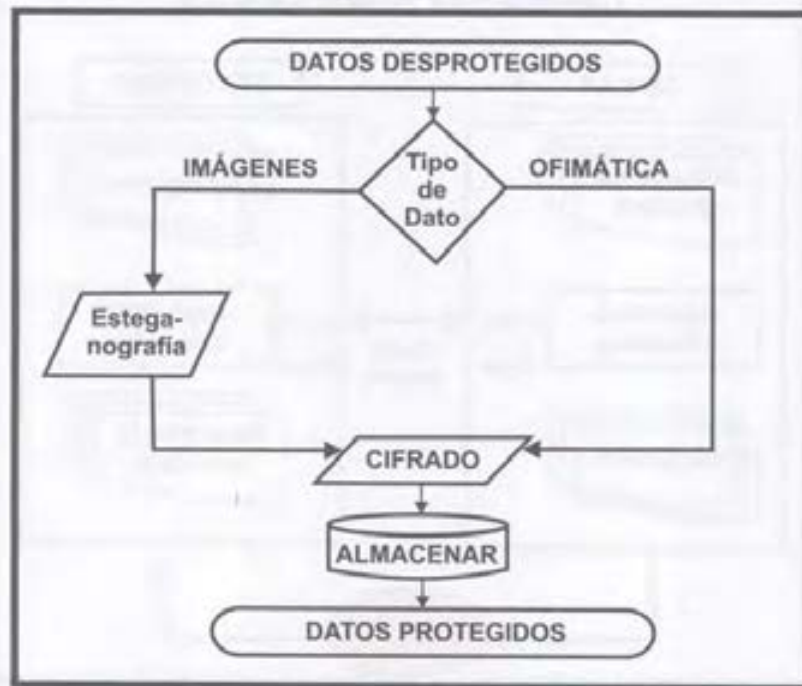 DATOS DESPROTEGIDOS
IMÁGENES
Tipo
de
Dato
OFIMÁTICA
Estega-
nografía
CIFRADO
ALMACENAR
DATOS PROTEGIDOS